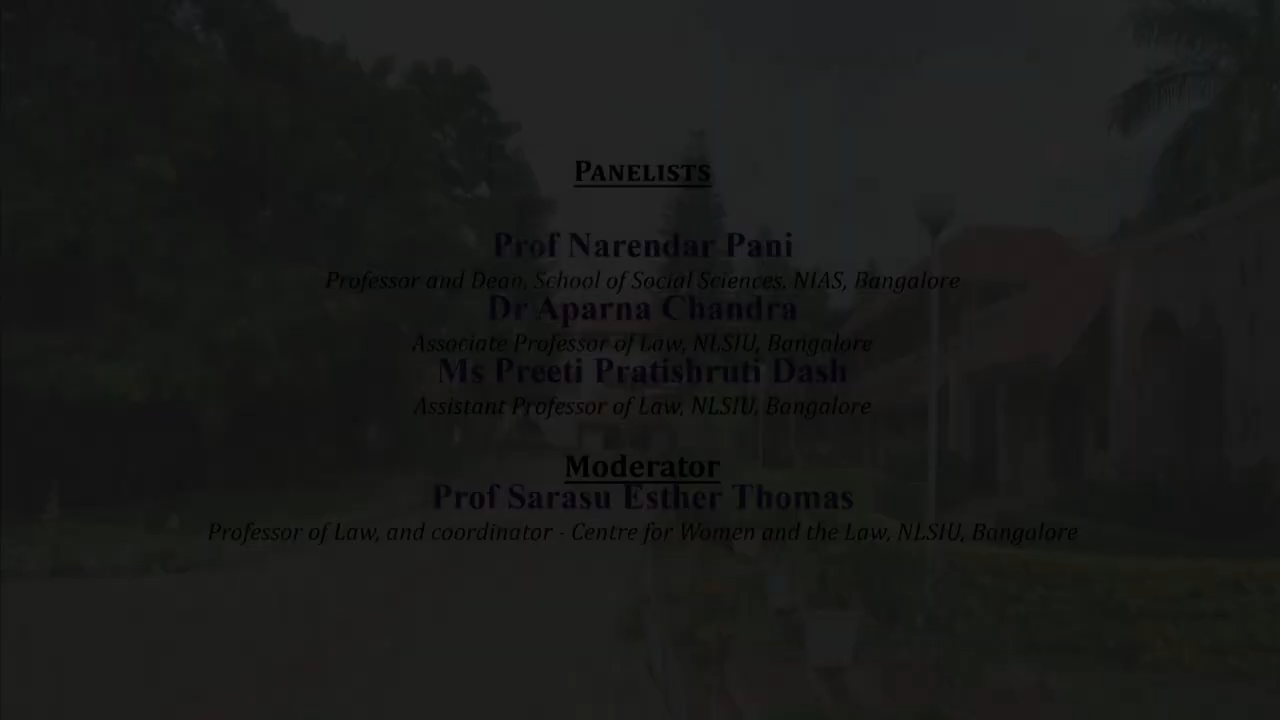 PANELISTS
Prof Narendar Pani
Professor and Dean, School of Social Sciences, NIAS, Bangalore
Dr Aparna Chandra
Associate Professor of Law, NLSIU, Bangalore
Ms Preeti Pratishruti Dash
Assistant Professor of Law, NLSIU, Bangalore
Moderator
Prof Sarasu Esther Thomas
Professor of Law, and coordinator - Centre for Women and the Law, NLSIU, Bangalore